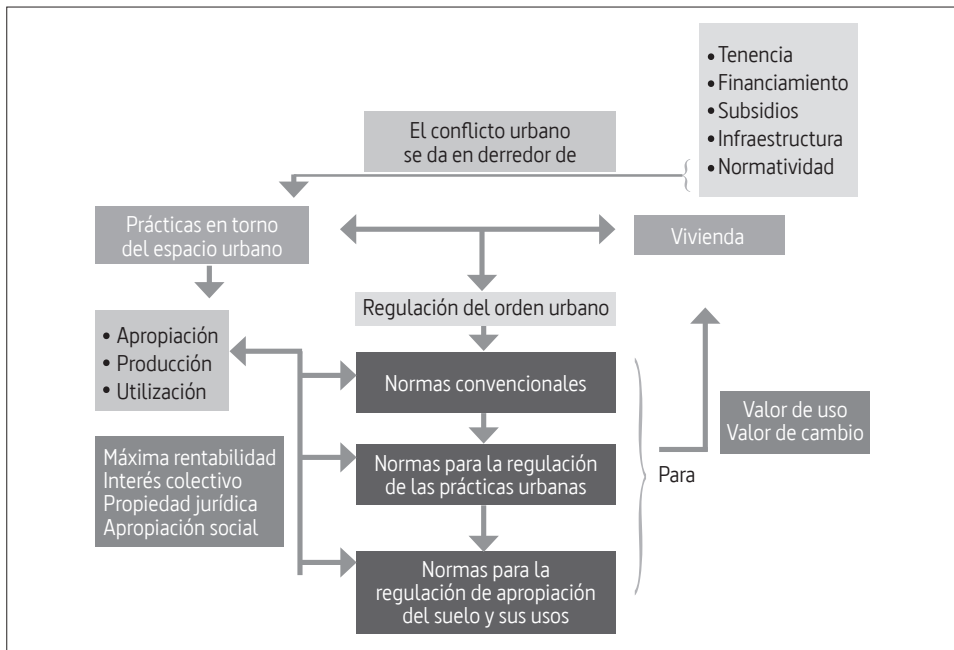 • Tenencia
• Financiamiento
• Subsidios
• Infraestructura
• Normatividad
El conflicto urbano
se da en derredor de
Prácticas en torno
del espacio urbano
Vivienda
Regulación del orden urbano
• Apropiación
• Producción
• Utilización
Normas convencionales
Valor de uso
Valor de cambio
Máxima rentabilidad
Interés colectivo
Propiedad jurídica
Apropiación social
Normas para la regulación
de las prácticas urbanas
Para
Normas para la
regulación de apropiación
del suelo y sus usos